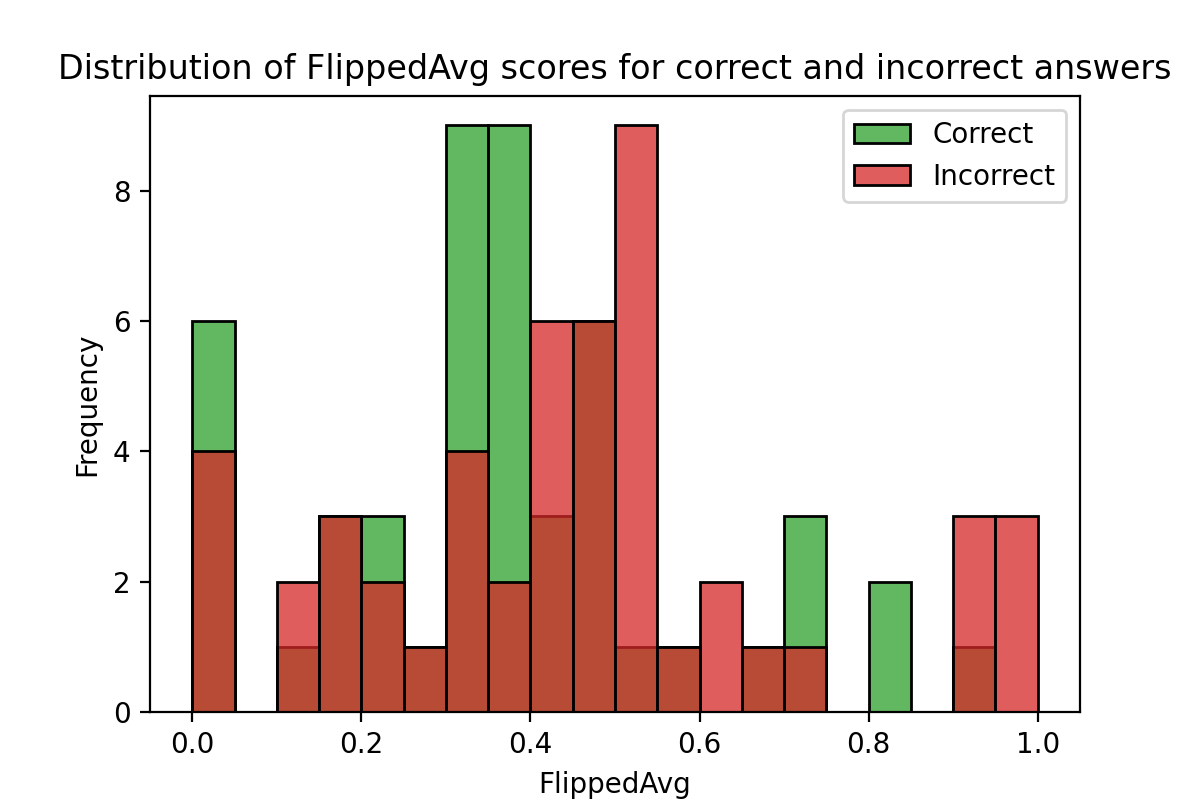 Distribution of FlippedAvg scores for correct and incorrect answers
Correct
Incorrect
8
6
4
2
0
Frequency
0.0 0.2 0.4 0.6 0.8 1.0
FlippedAvg